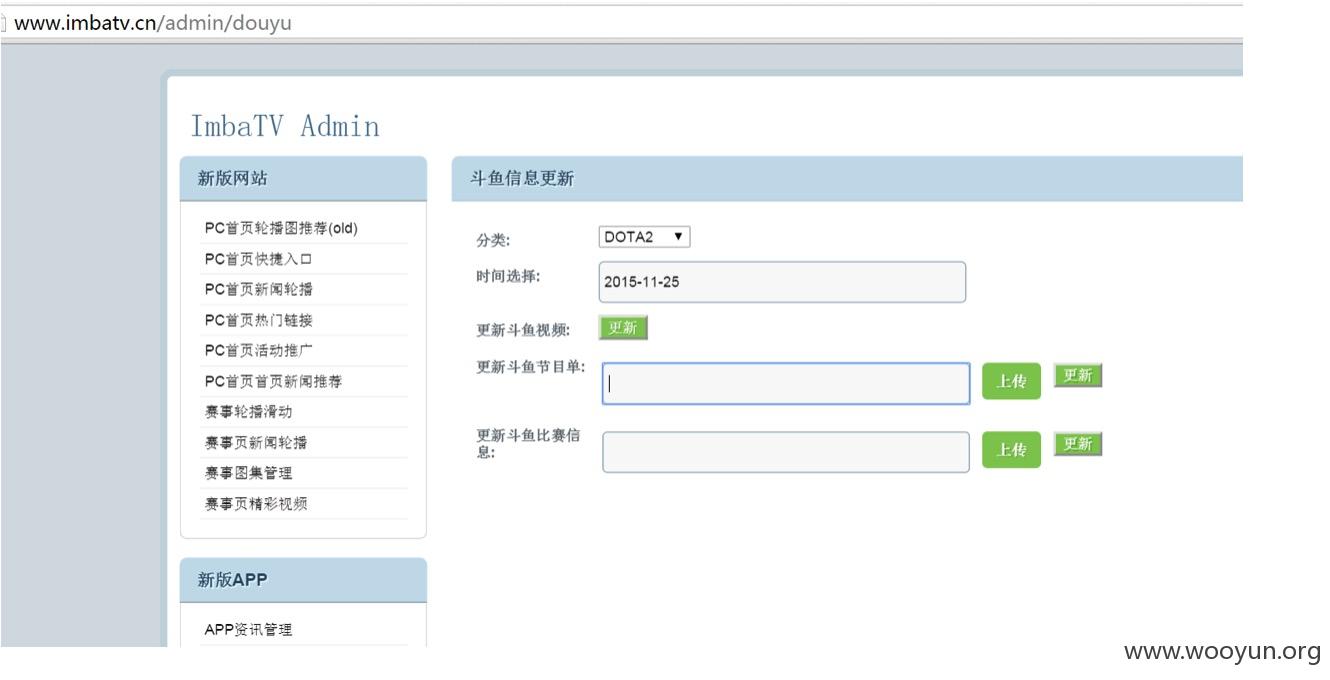 www.imbatv.cn/admin/douyu
ImbaTV Admin
新版网站
PC首页轮播图推荐(old)
PC首页快捷入口
PC首页新闻轮播
PC首页热门链接
PC首页活动推广
PC首页首页新闻推荐
赛事轮播滑动
赛事页新闻轮播
赛事图集管理
赛事页精彩视频
新版APP
APP资讯管理
斗鱼信息更新
分类: DOTA2
时间选择: 2015-11-25
更新斗鱼视频: 更新
更新斗鱼节目单: 上传 更新
更新斗鱼比赛信
息: 上传 更新
www.wooyun.org